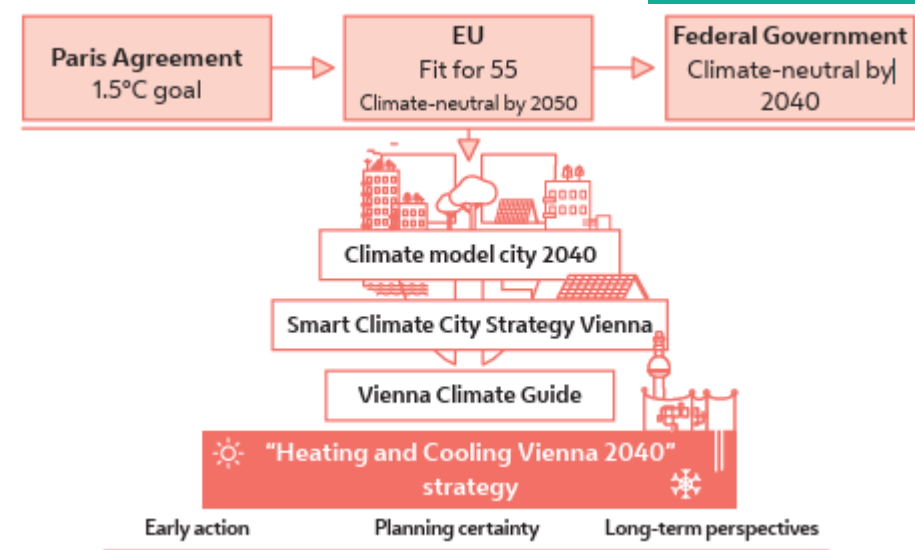 Paris Agreement
1.5°C goal
EU
Fit for 55
Climate-neutral by 2050
Federal Government
Climate-neutral by
2040
Climate model city 2040
Smart Climate City Strategy Vienna
Vienna Climate Guide
“Heating and Cooling Vienna 2040”
strategy
Early action
Planning certainty
Long-term perspectives